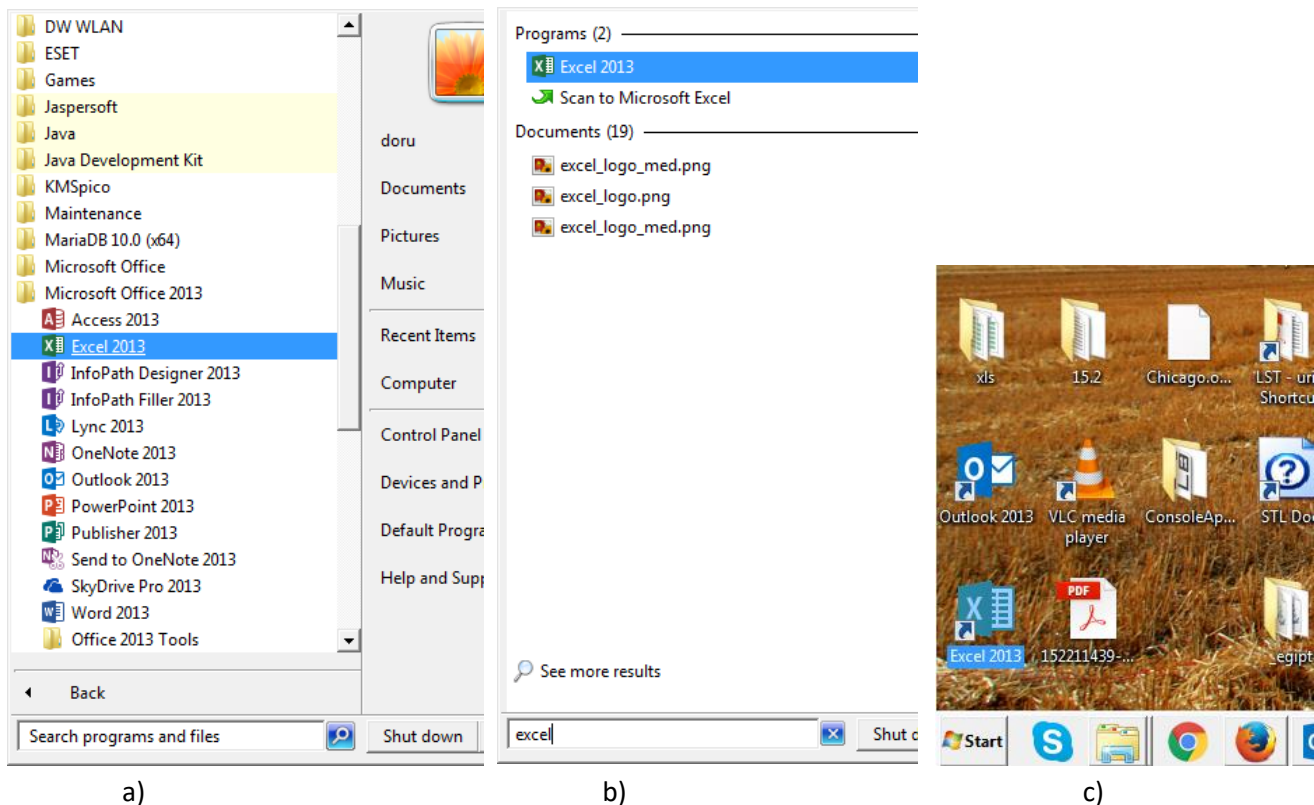 DW WLAN
ESET
Games
Jaspersoft
Java
Java Development Kit
KMSpico
Maintenance
MariaDB 10.0 (x64)
Microsoft Office
Microsoft Office 2013
Access 2013
Excel 2013
InfoPath Designer 2013
InfoPath Filler 2013
Lync 2013
OneNote 2013
Outlook 2013
PowerPoint 2013
Publisher 2013
Send to OneNote 2013
SkyDrive Pro 2013
Word 2013
Office 2013 Tools
Back
Search programs and files
doru
Documents
Pictures
Music
Recent Items
Computer
Control Panel
Devices and P
Default Progra
Help and Supp
Shut down
a)
Programs (2)
Excel 2013
Scan to Microsoft Excel
Documents (19)
excel_logo_med.png
excel_logo.png
excel_logo_med.png
See more results
excel
Shut d
b)
xls
15.2
Chicago.o...
LST - uri
Shortcu
Outlook 2013
VLC media
player
ConsoleAp...
STL Doc
Excel 2013
PDF
152211439-...
_egipt
Start
c)